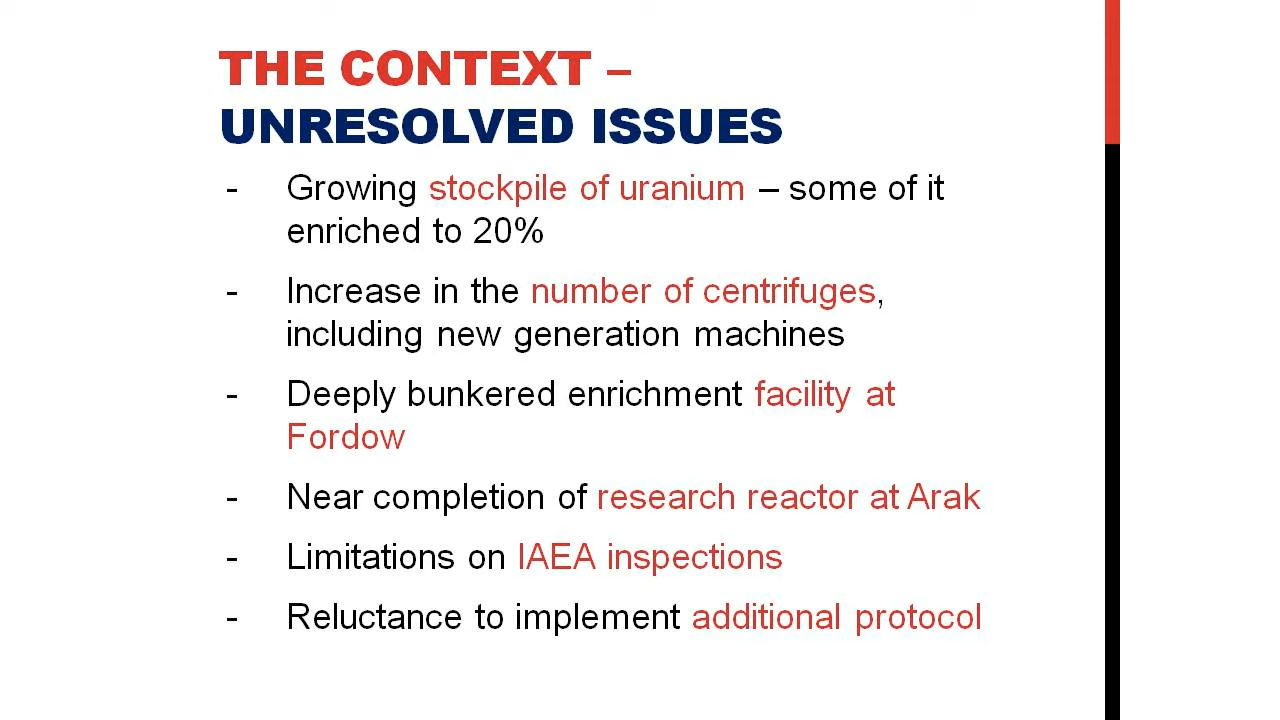 THE CONTEXT –
UNRESOLVED ISSUES
- Growing stockpile of uranium – some of it
enriched to 20%
- Increase in the number of centrifuges,
including new generation machines
- Deeply bunkered enrichment facility at
Fordow
- Near completion of research reactor at Arak
- Limitations on IAEA inspections
- Reluctance to implement additional protocol